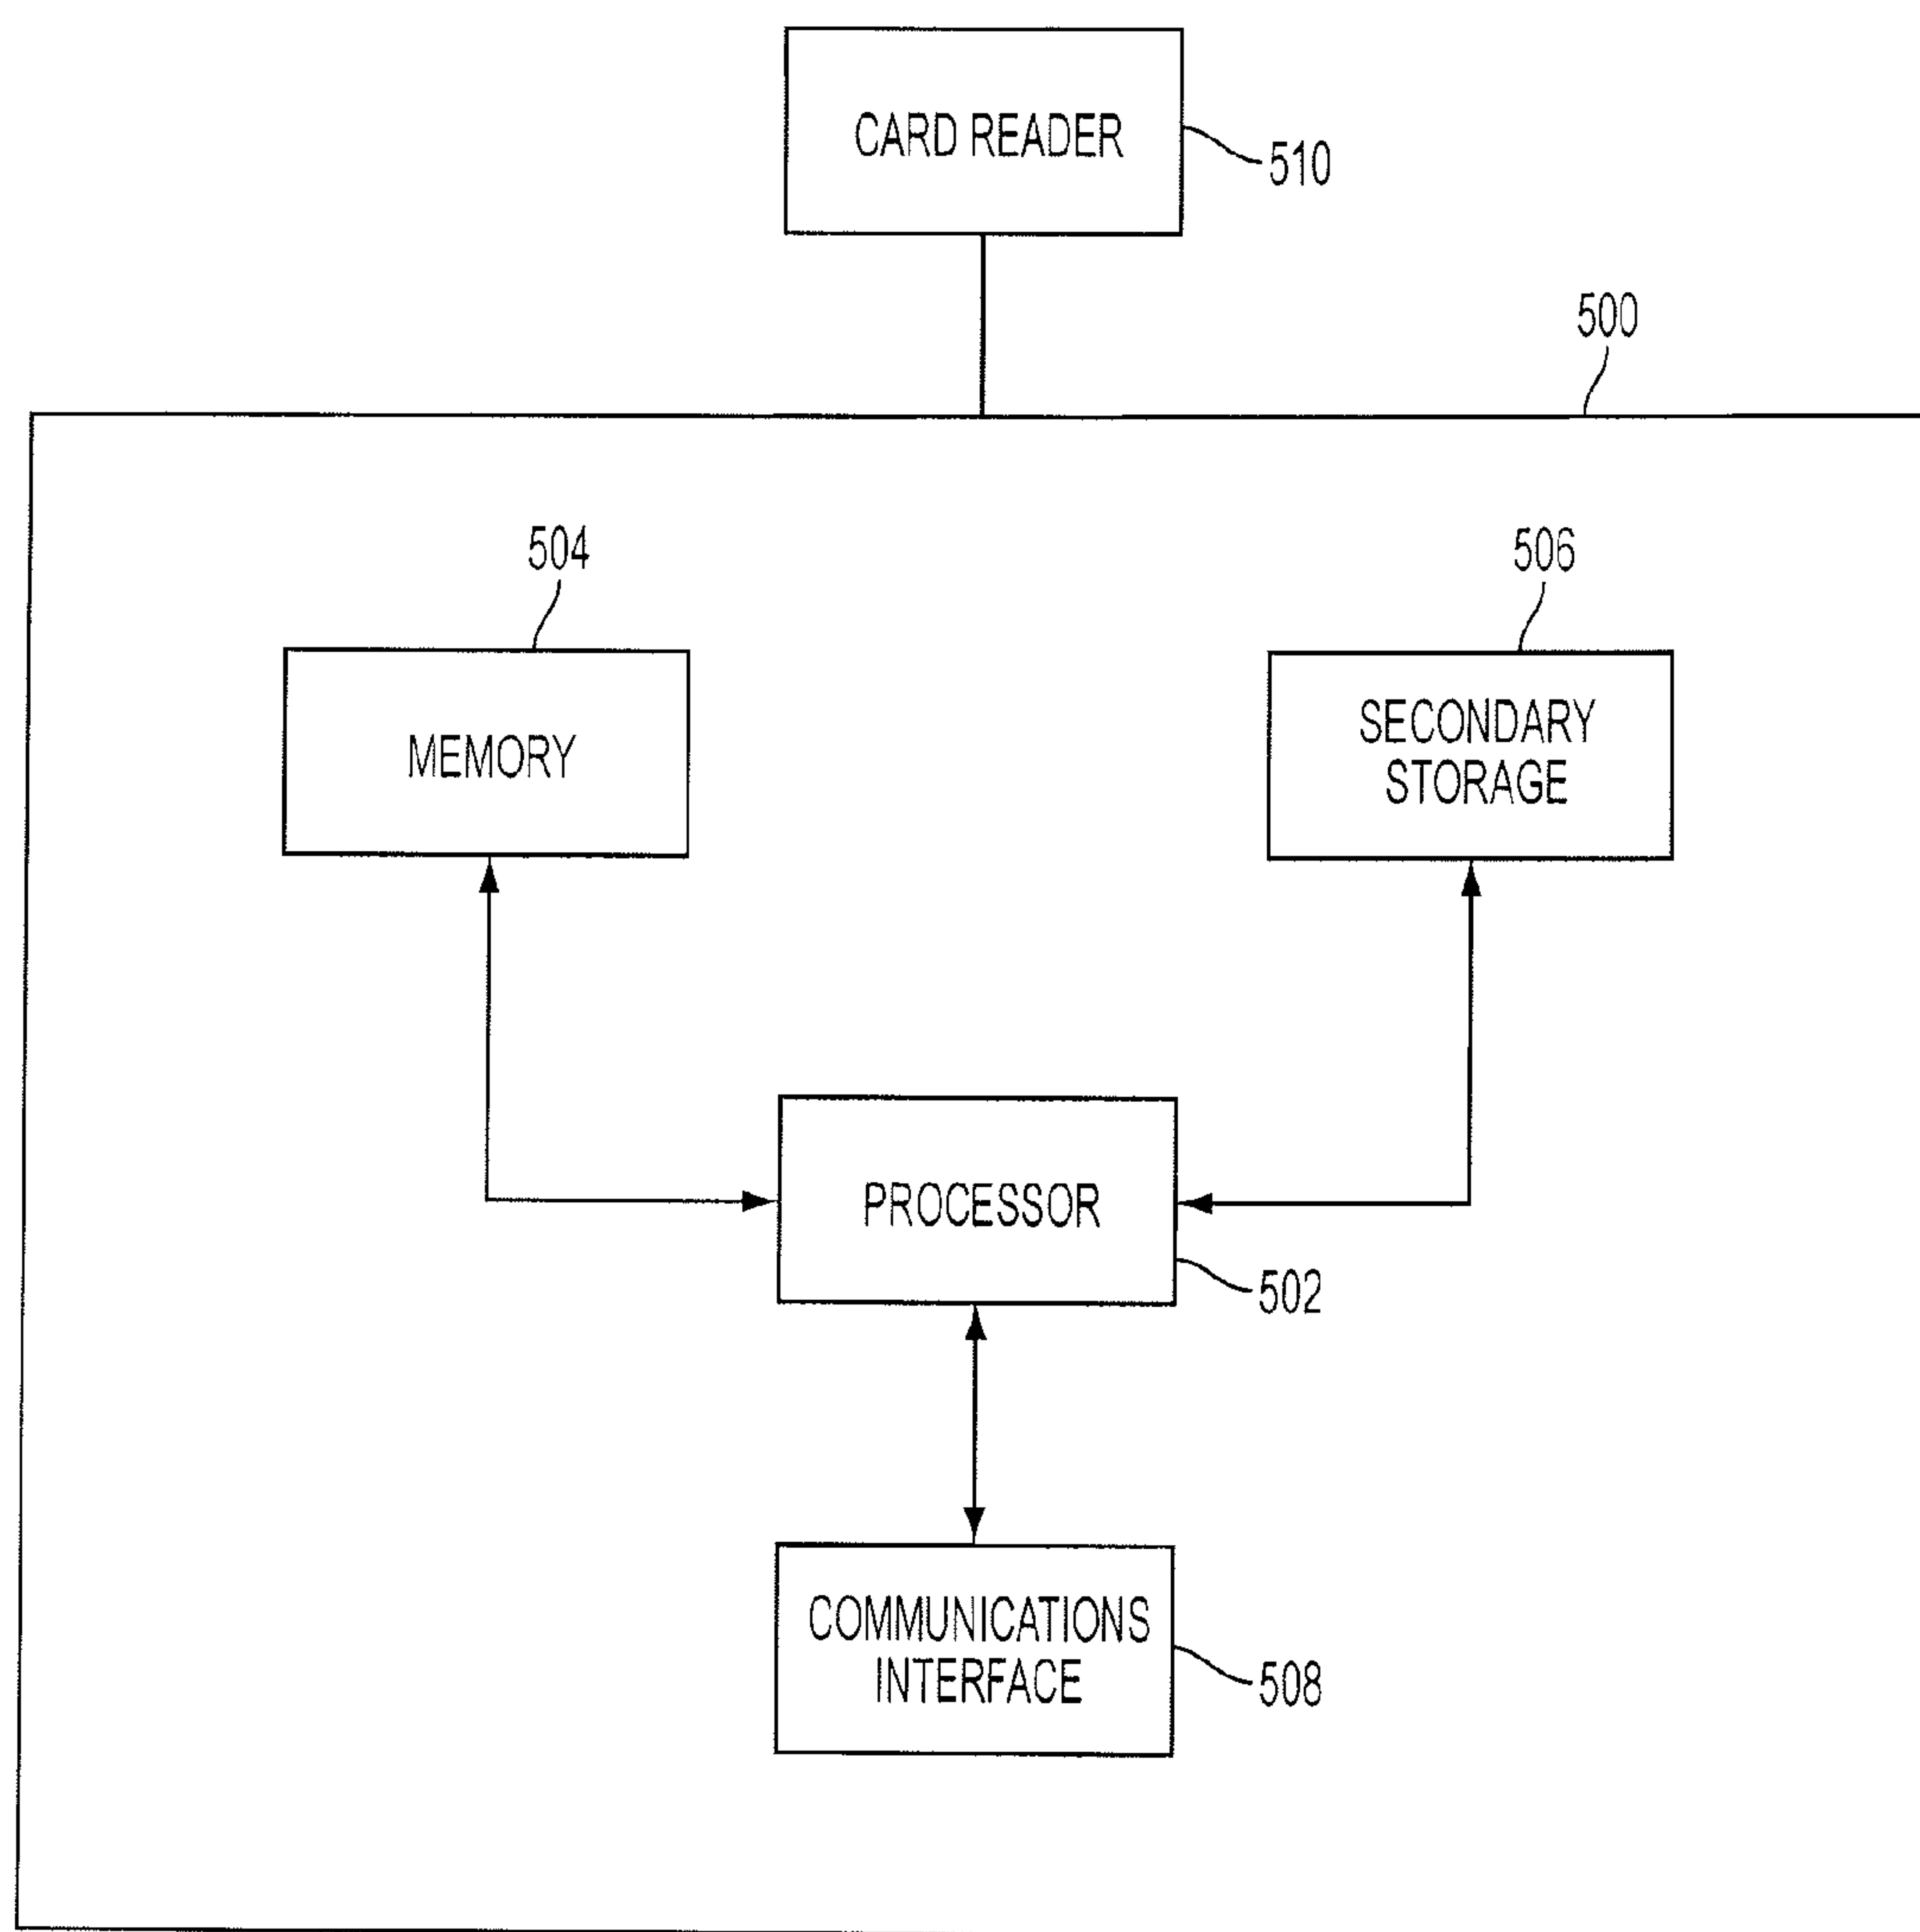 CARD READER
510
500
504
506
MEMORY
SECONDARY
STORAGE
PROCESSOR
502
COMMUNICATIONS
INTERFACE
508